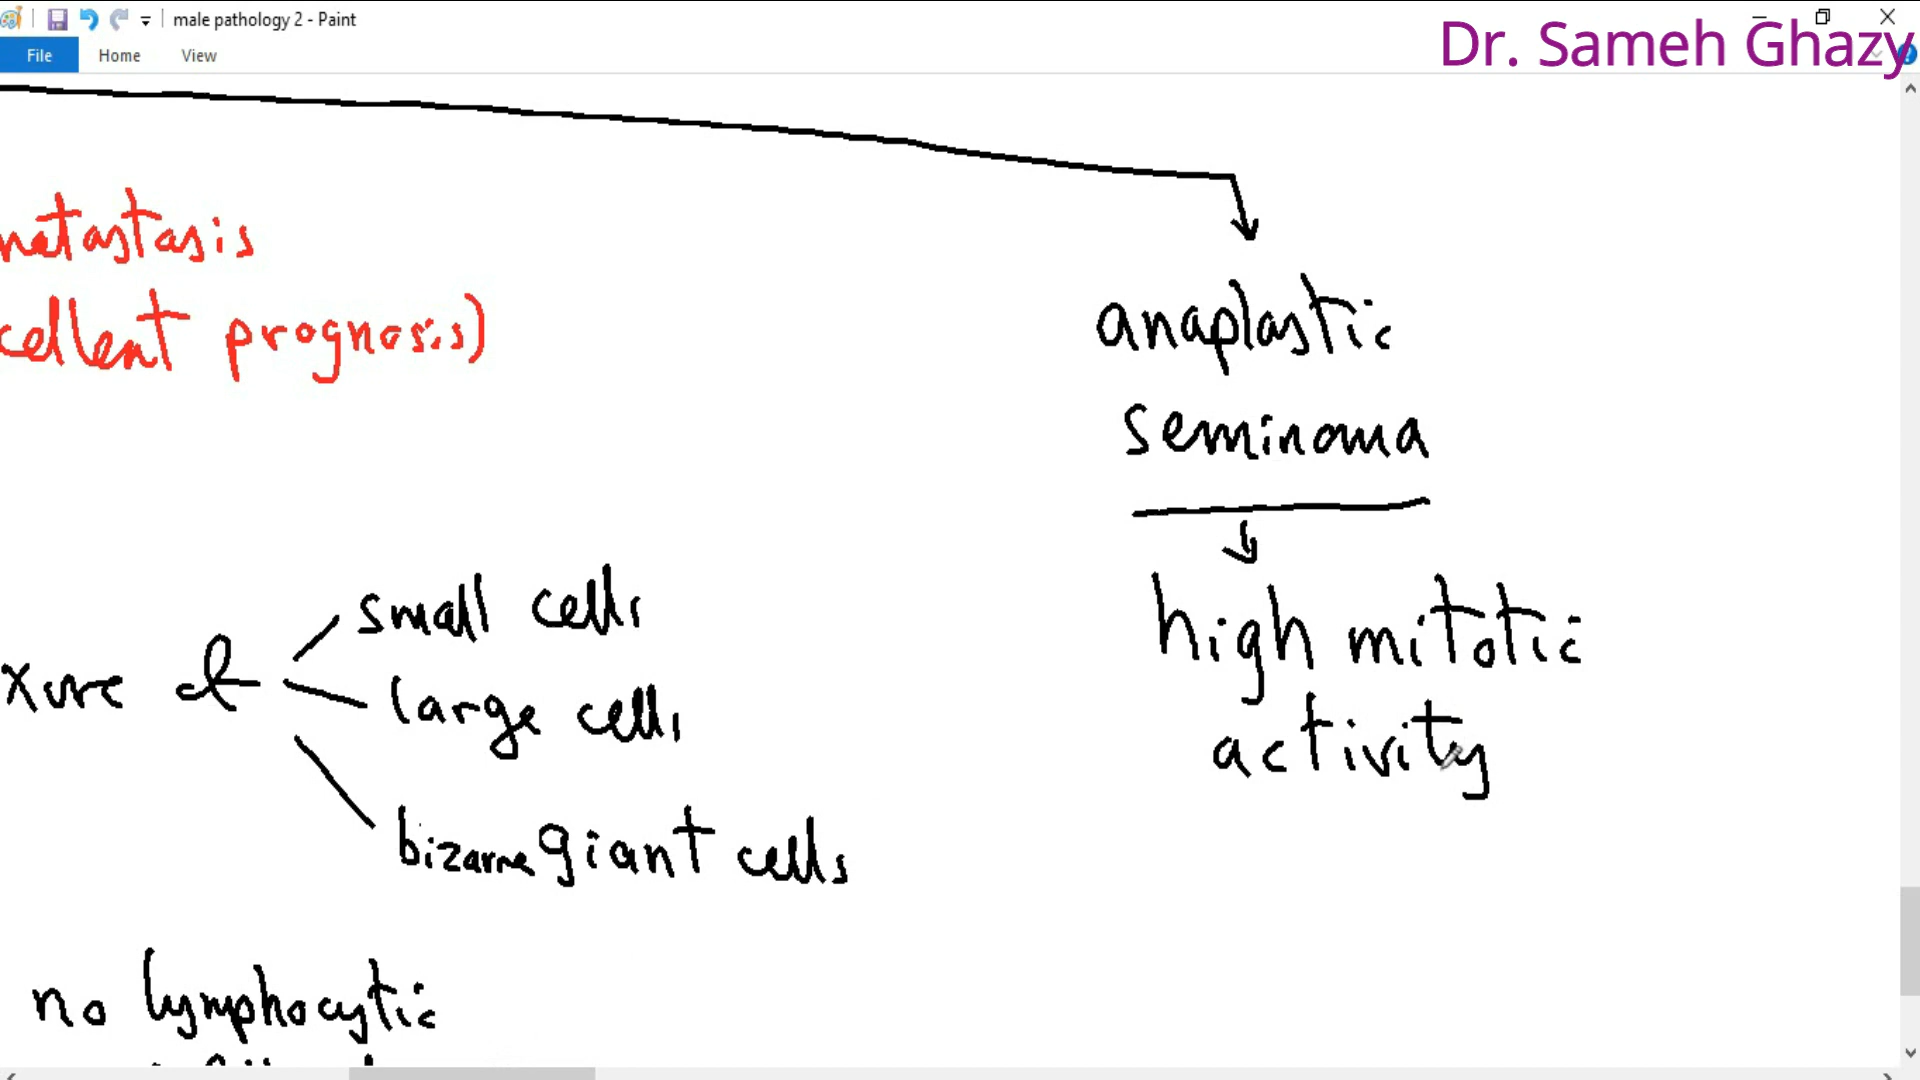 male pathology 2 - Paint
Dr. Sameh Ghazy
File Home View
metastasis
cellent prognosis)
anaplastic
seminoma
high mitotic
activity
xure of
small cells
large cells
bizarre giant cells
no lymphocytic